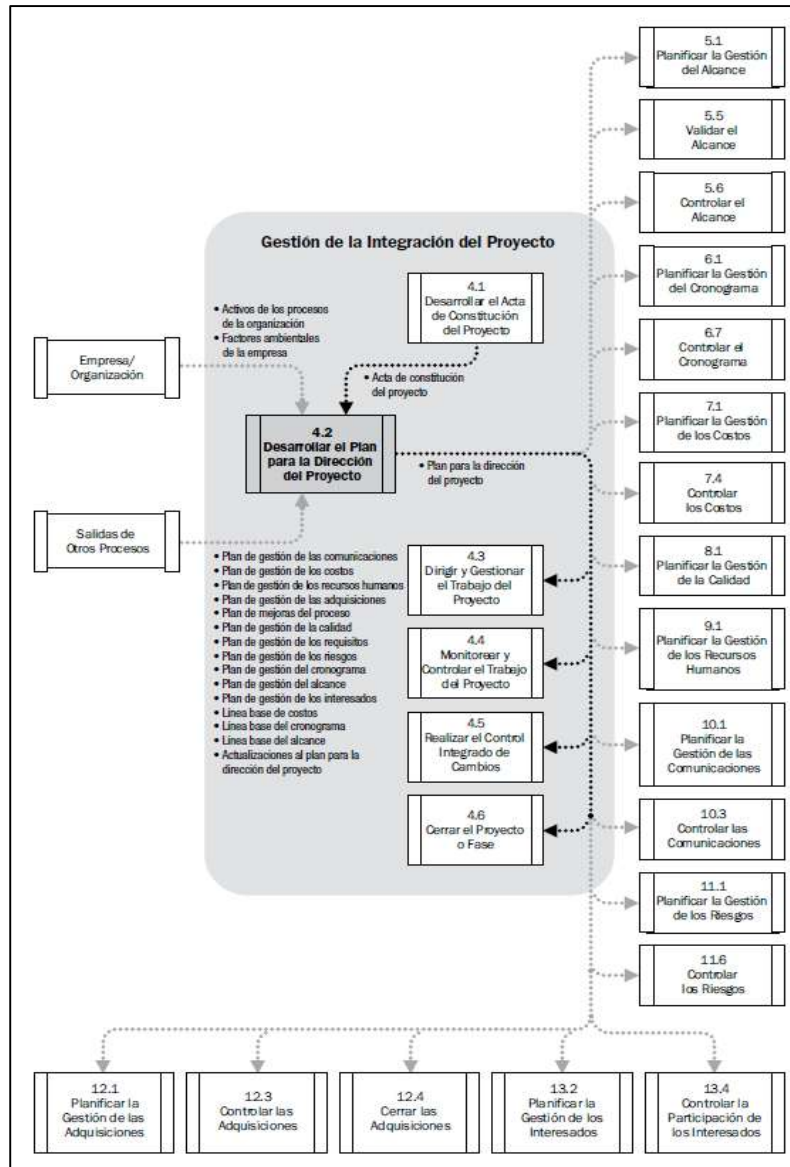 5.1
Planificar la Gestión
del Alcance
5.5
Validar el
Alcance
5.6
Controlar el
Alcance
Gestión de la Integración del Proyecto
4.1
Desarrollar el Acta
de Constitución
del Proyecto
6.1
Planificar la Gestión
del Cronograma
• Activos de los procesos
de la organización
• Factores ambientales
de la empresa
Empresa/
Organización
6.7
Controlar el
Cronograma
• Acta de constitución
del proyecto
4.2
Desarrollar el Plan
para la Dirección
del Proyecto
• Plan para la dirección
del proyecto
7.1
Planificar la Gestión
de los Costos
7.4
Controlar
los Costos
Salidas de
Otros Procesos
• Plan de gestión de las comunicaciones
• Plan de gestión de los costos
• Plan de gestión de los recursos humanos
• Plan de gestión de las adquisiciones
• Plan de mejoras del proceso
• Plan de gestión de la calidad
• Plan de gestión de los requisitos
• Plan de gestión de los riesgos
• Plan de gestión del cronograma
• Plan de gestión del alcance
• Plan de gestión de los interesados
• Línea base de costos
• Línea base del cronograma
• Línea base del alcance
• Actualizaciones al plan para la
dirección del proyecto
4.3
Dirigir y Gestionar
el Trabajo del
Proyecto
4.4
Monitorear y
Controlar el Trabajo
del Proyecto
4.5
Realizar el Control
Integrado de
Cambios
4.6
Cerrar el Proyecto
o Fase
8.1
Planificar la Gestión
de la Calidad
9.1
Planificar la Gestión
de los Recursos
Humanos
10.1
Planificar la
Gestión de las
Comunicaciones
10.3
Controlar las
Comunicaciones
11.1
Planificar la Gestión
de los Riesgos
11.6
Controlar
los Riesgos
12.1
Planificar la
Gestión de las
Adquisiciones
12.3
Controlar las
Adquisiciones
12.4
Cerrar las
Adquisiciones
13.2
Planificar la
Gestión de los
Interesados
13.4
Controlar la
Participación de
los Interesados